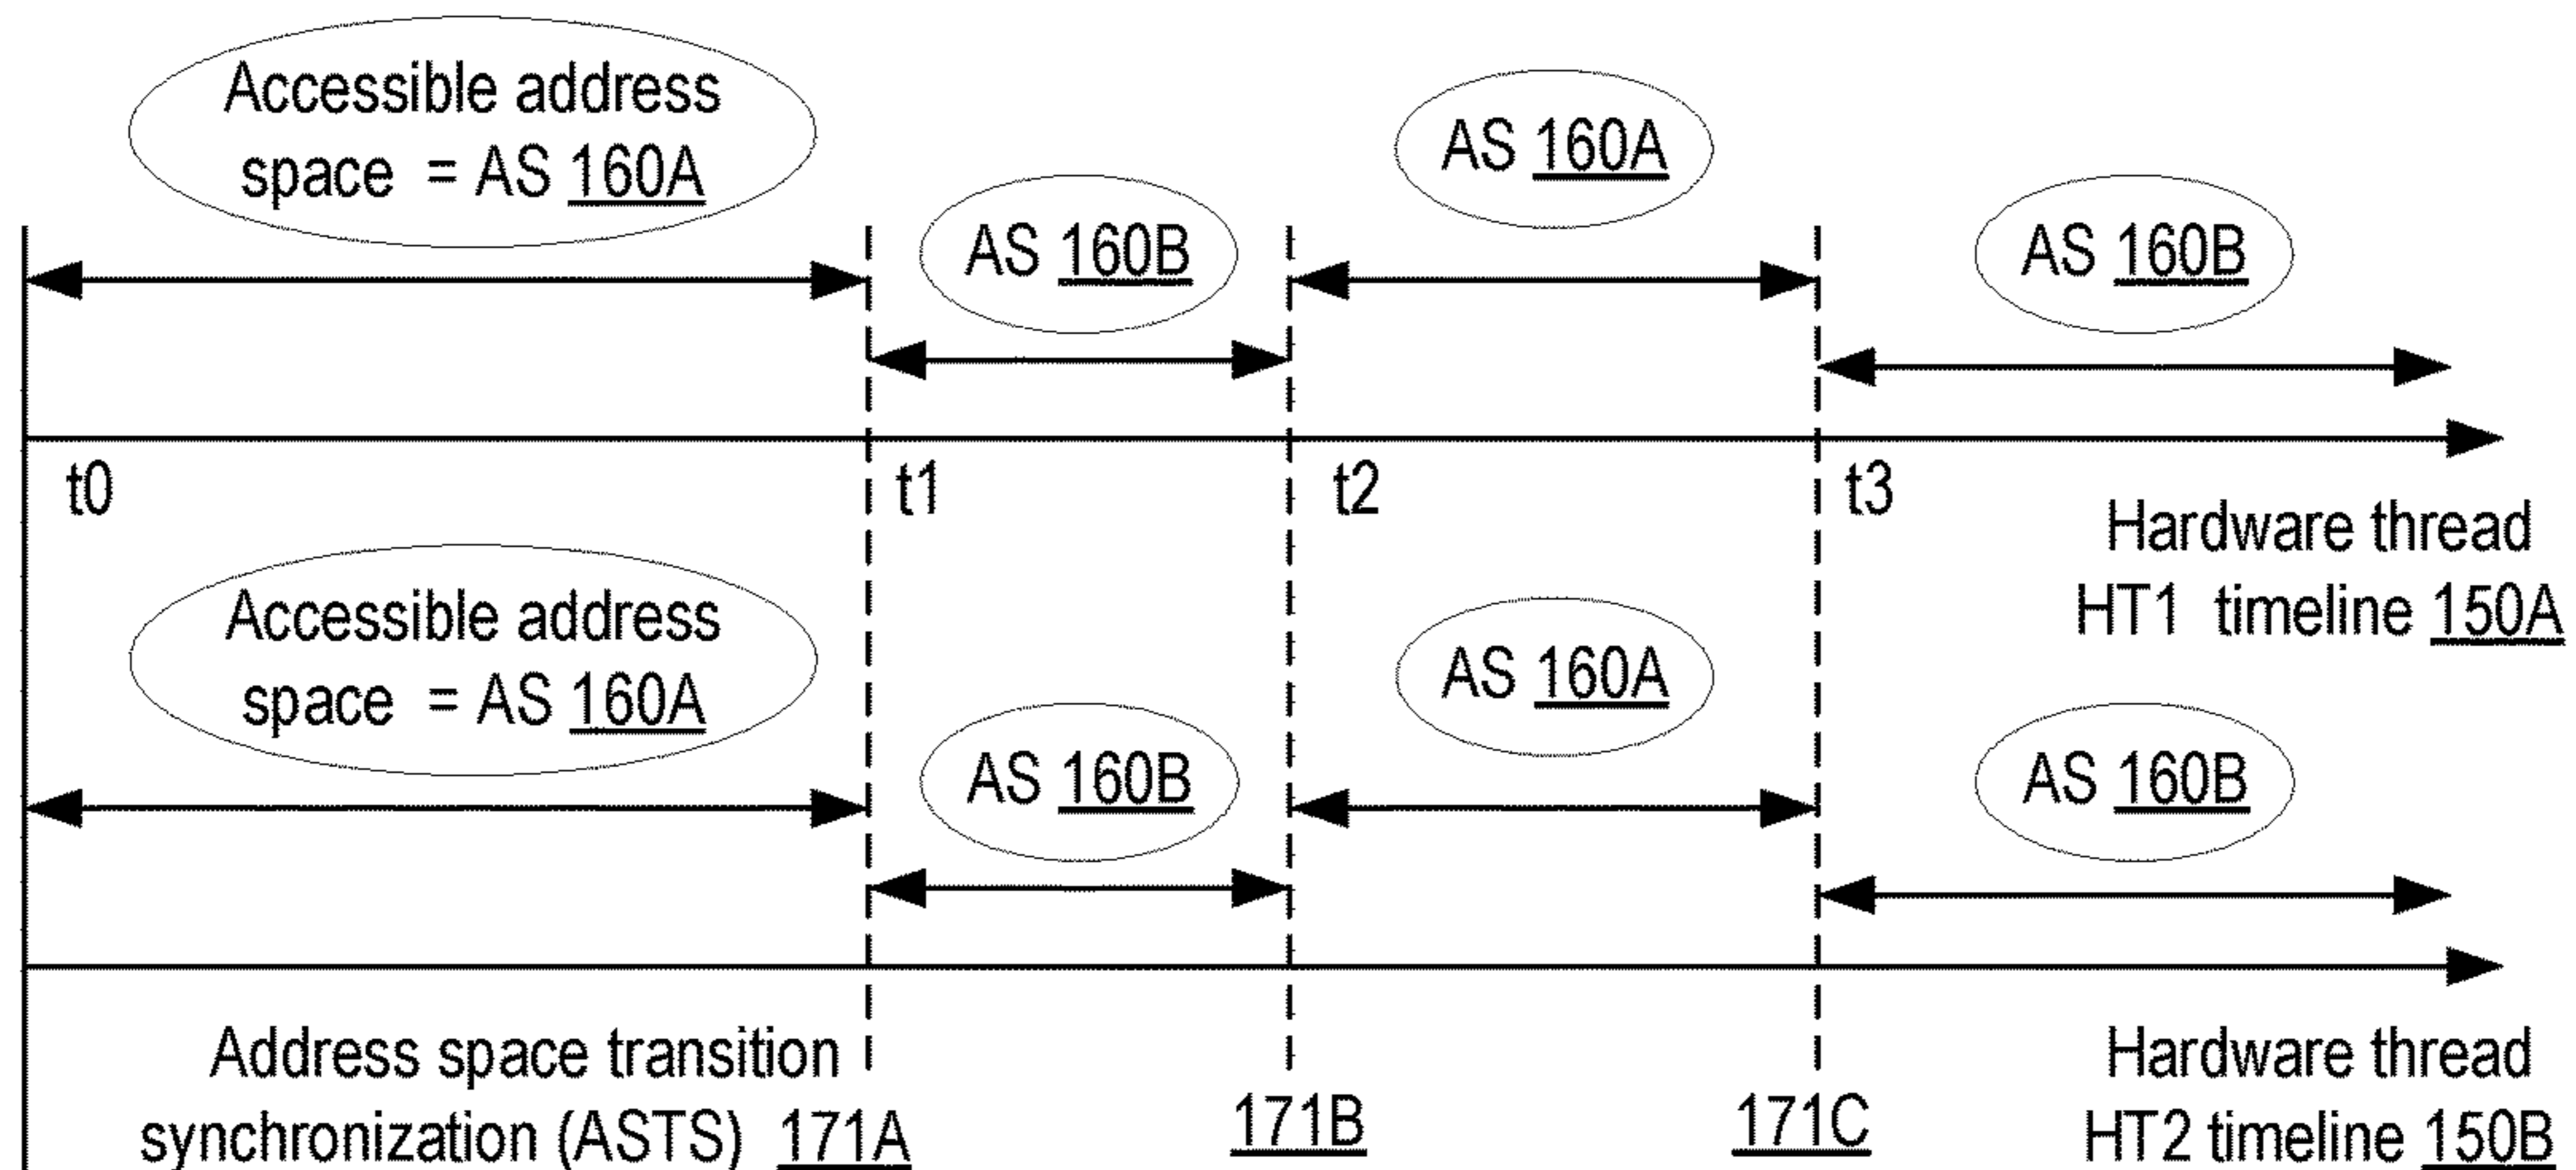 Accessible address
space = AS 160A
AS 160B
AS 160A
AS 160B
t0
t1
t2
t3
Hardware thread
HT1 timeline 150A
Accessible address
space = AS 160A
AS 160B
AS 160A
AS 160B
Address space transition
synchronization (ASTS) 171A
171B
171C
Hardware thread
HT2 timeline 150B